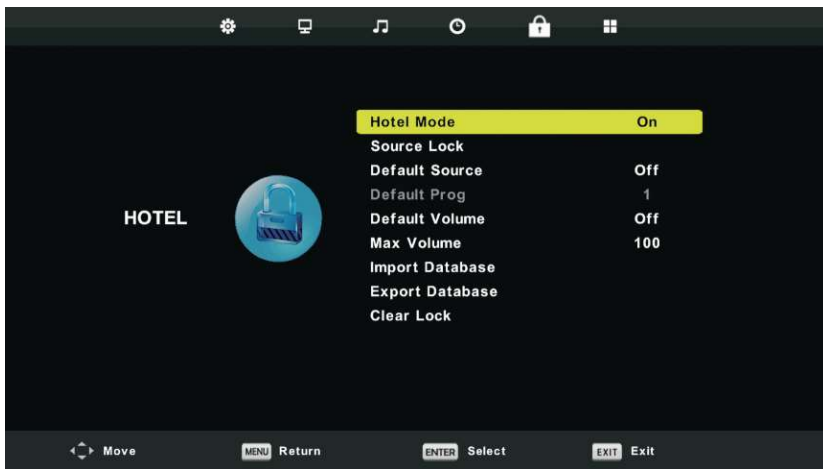 Hotel Mode On
Source Lock
Default Source Off
Default Prog 1
HOTEL
Default Volume Off
Max Volume 100
Import Database
Export Database
Clear Lock
Move MENU Return ENTER Select EXIT Exit